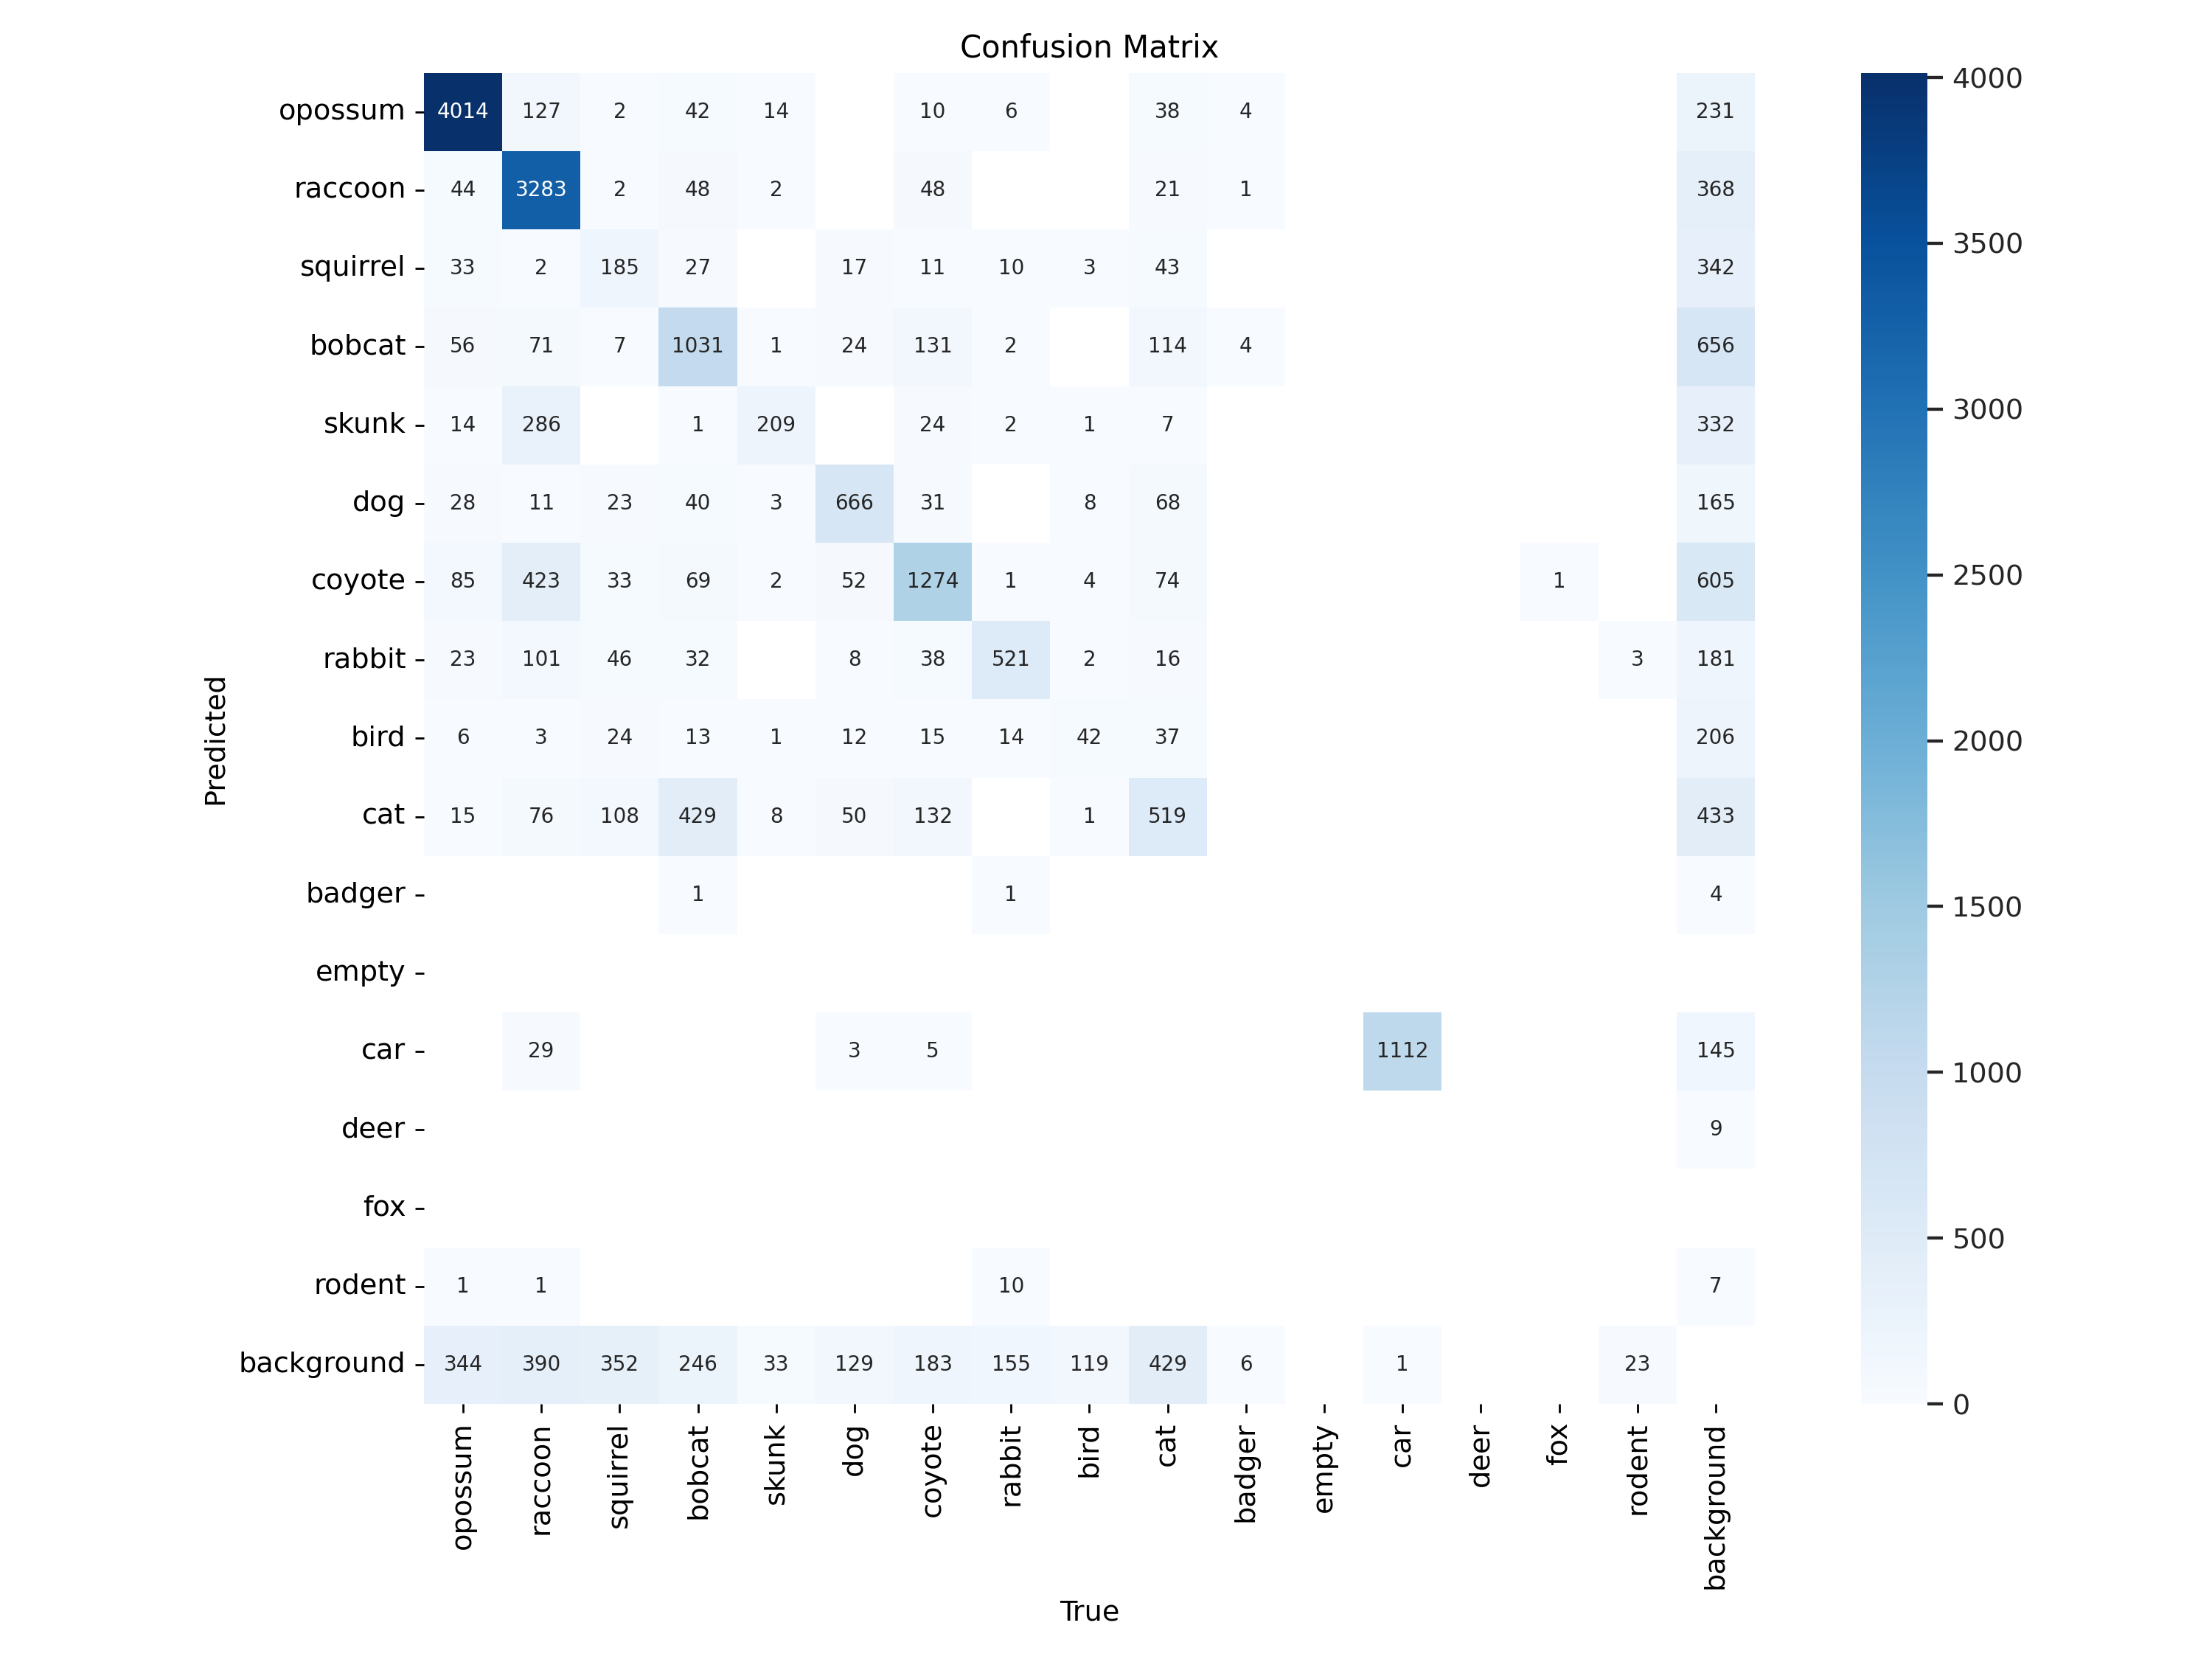 Confusion Matrix
opossum 4014 127 2 42 14 10 6 38 4 231
raccoon 44 3283 2 48 2 48 21 1 368
squirrel 33 2 185 27 17 11 10 3 43 342
bobcat 56 71 7 1031 1 24 131 2 114 4 656
skunk 14 286 1 209 24 2 1 7 332
dog 28 11 23 40 3 666 31 8 68 165
coyote 85 423 33 69 2 52 1274 1 4 74 1 605
rabbit 23 101 46 32 8 38 521 2 16 3 181
bird 6 3 24 13 1 12 15 14 42 37 206
cat 15 76 108 429 8 50 132 1 519 433
badger 1 1 4
empty
car 29 3 5 1112 145
deer 9
fox
rodent 1 1 10 7
background 344 390 352 246 33 129 183 155 119 429 6 1 23
opossum raccoon squirrel bobcat skunk dog coyote rabbit bird cat badger empty car deer fox rodent background
True
Predicted
4000
3500
3000
2500
2000
1500
1000
500
0